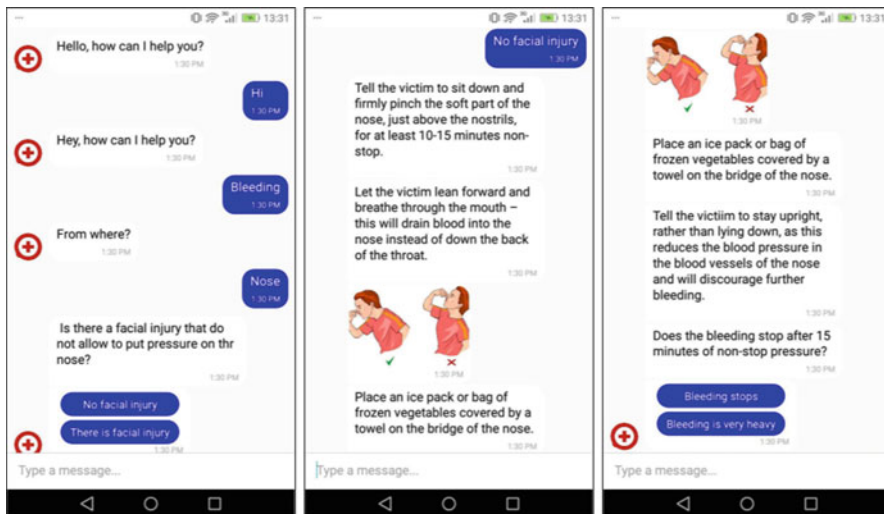 ... 13:31
Hello, how can I help you?
1:30 PM
Hi
1:30 PM
Hey, how can I help you?
1:30 PM
Bleeding
1:30 PM
From where?
1:30 PM
Nose
1:30 PM
Is there a facial injury that do
not allow to put pressure on thr
nose?
1:30 PM
No facial injury
There is facial injury
1:30 PM
Type a message...
... 13:31
No facial injury
1:30 PM
Tell the victim to sit down and
firmly pinch the soft part of the
nose, just above the nostrils,
for at least 10-15 minutes non-
stop.
1:30 PM
Let the victim lean forward and
breathe through the mouth –
this will drain blood into the
nose instead of down the back
of the throat.
1:30 PM
1:30 PM
Place an ice pack or bag of
frozen vegetables covered by a
towel on the bridge of the nose.
Type a message...
... 13:31
1:30 PM
Place an ice pack or bag of
frozen vegetables covered by a
towel on the bridge of the nose.
1:30 PM
Tell the victiim to stay upright,
rather than lying down, as this
reduces the blood pressure in
the blood vessels of the nose
and will discourage further
bleeding.
1:30 PM
Does the bleeding stop after 15
minutes of non-stop pressure?
1:30 PM
Bleeding stops
Bleeding is very heavy
1:30 PM
Type a message...